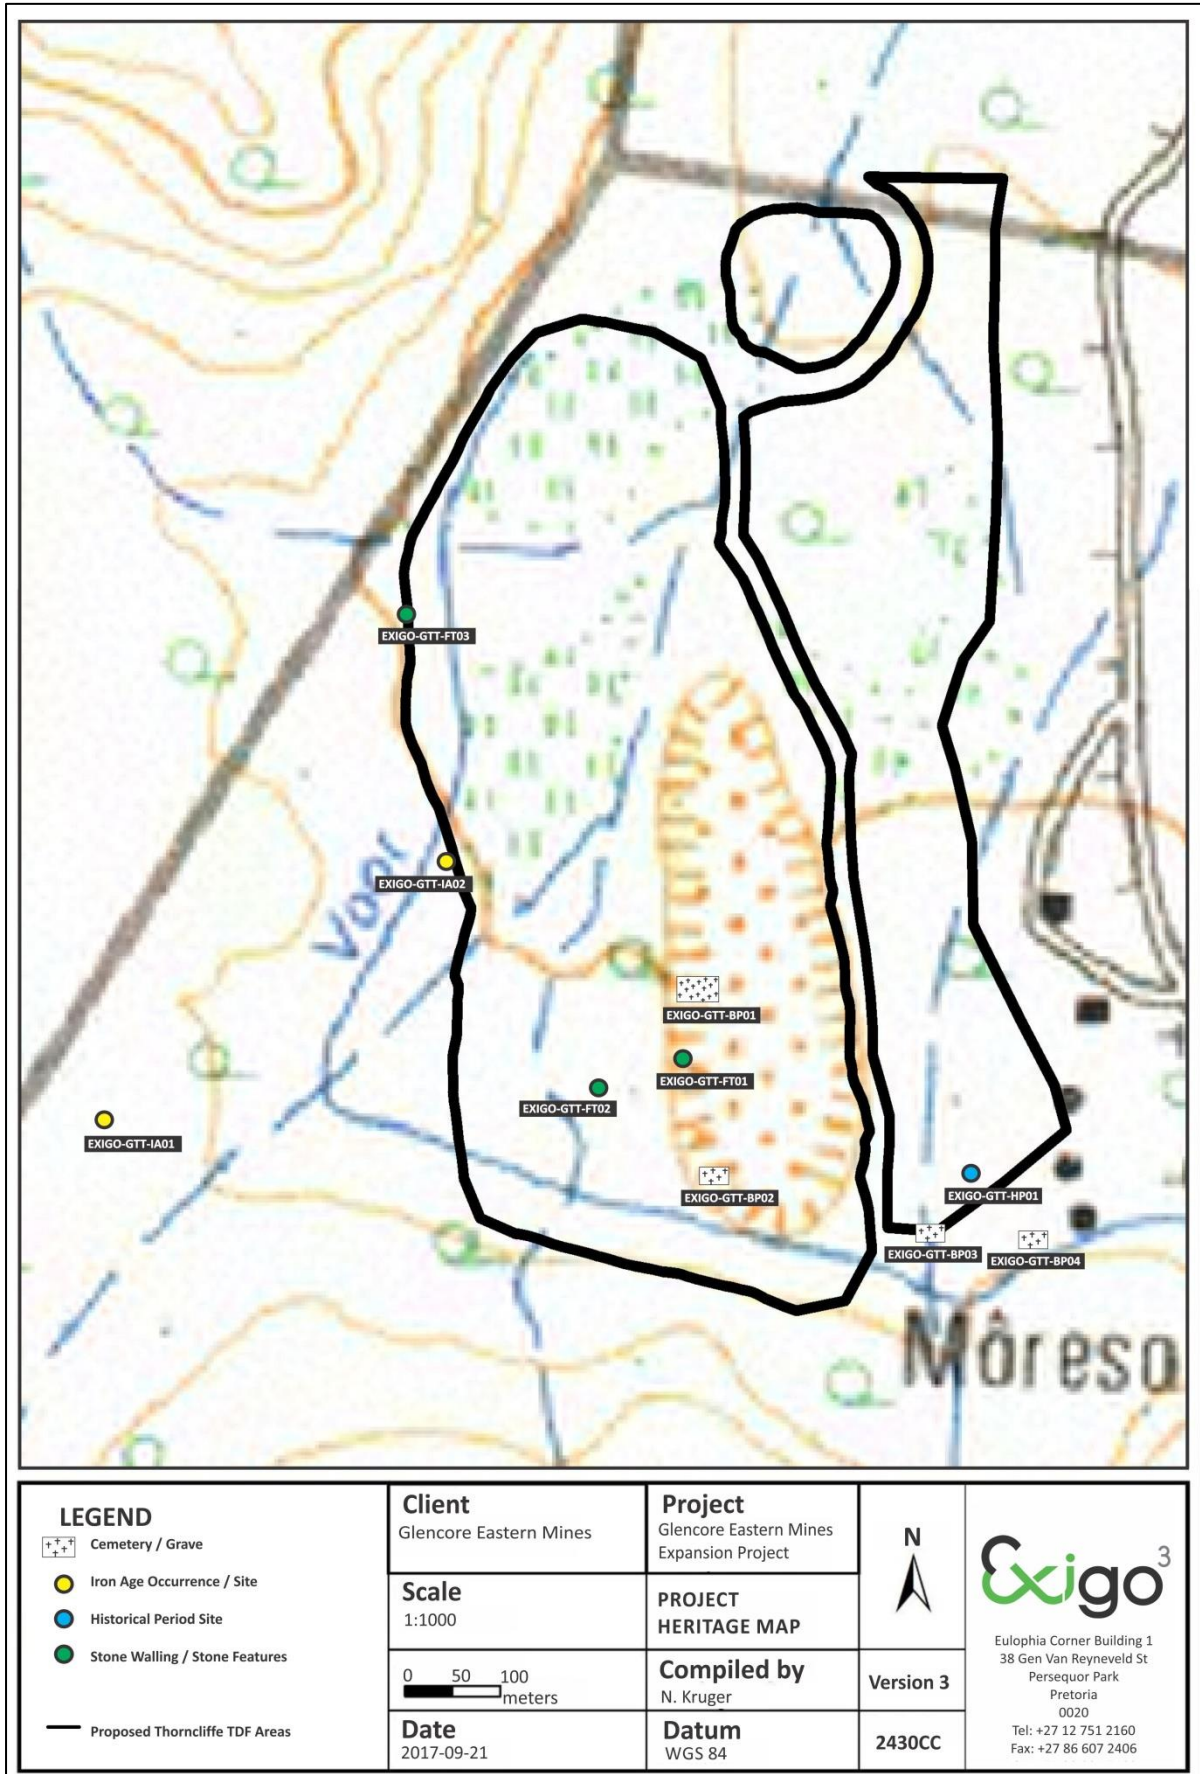 EXIGO-GTT-FT03
EXIGO-GTT-IA02
Vaal
EXIGO-GTT-BP01
EXIGO-GTT-FT01
EXIGO-GTT-FT02
EXIGO-GTT-IA01
EXIGO-GTT-BP02
EXIGO-GTT-HP01
EXIGO-GTT-BP03
EXIGO-GTT-BP04
Môreso
LEGEND
Cemetery / Grave
Iron Age Occurrence / Site
Historical Period Site
Stone Walling / Stone Features
Proposed Thorncliffe TDF Areas
Client
Glencore Eastern Mines
Scale
1:1000
0 50 100
meters
Date
2017-09-21
Project
Glencore Eastern Mines
Expansion Project
PROJECT
HERITAGE MAP
Compiled by
N. Kruger
Datum
WGS 84
N
Version 3
2430CC
Exigo3
Eulophia Corner Building 1
38 Gen Van Reyneveld St
Persequor Park
Pretoria
0020
Tel: +27 12 751 2160
Fax: +27 86 607 2406